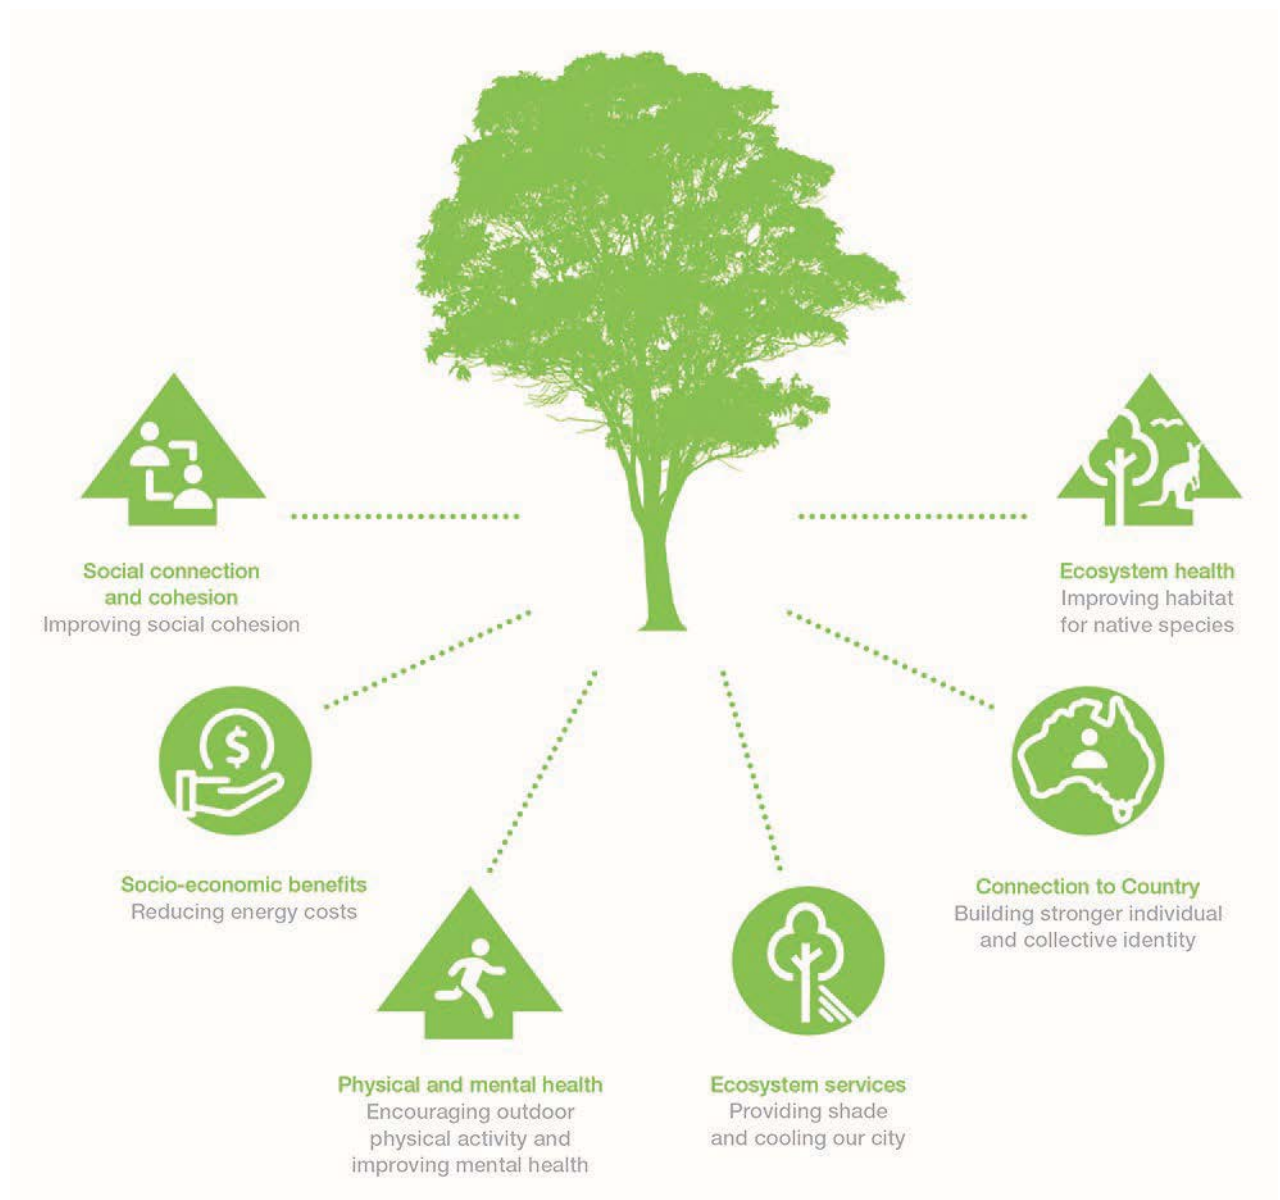 Social connection
and cohesion
Improving social cohesion
Ecosystem health
Improving habitat
for native species
$
Socio-economic benefits
Reducing energy costs
Connection to Country
Building stronger individual
and collective identity
Physical and mental health
Encouraging outdoor
physical activity and
improving mental health
Ecosystem services
Providing shade
and cooling our city